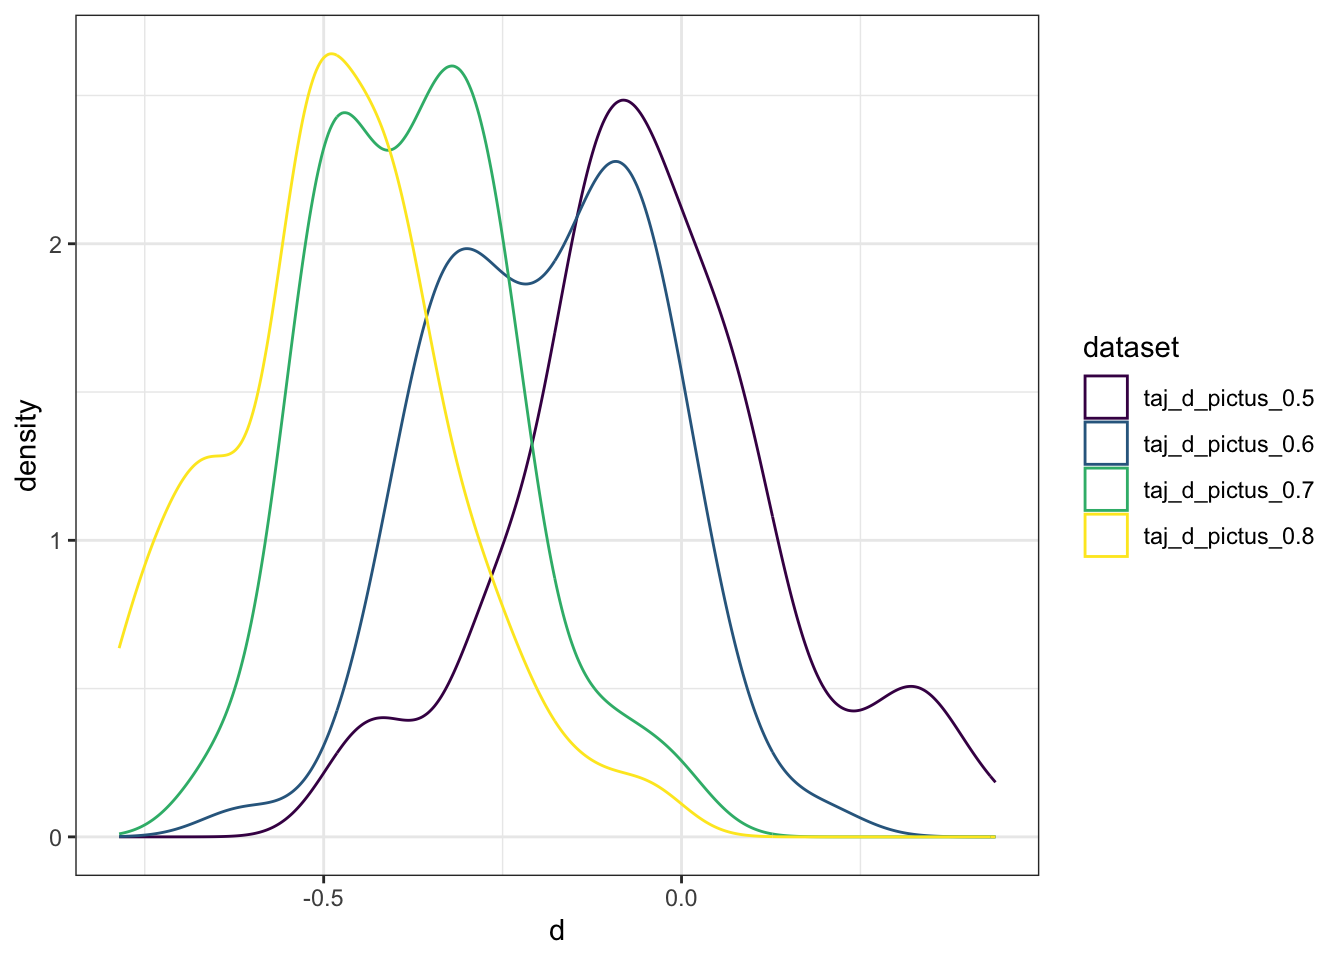 density
2
1
0
-0.5
0.0
d
dataset
taj_d_pictus_0.5
taj_d_pictus_0.6
taj_d_pictus_0.7
taj_d_pictus_0.8